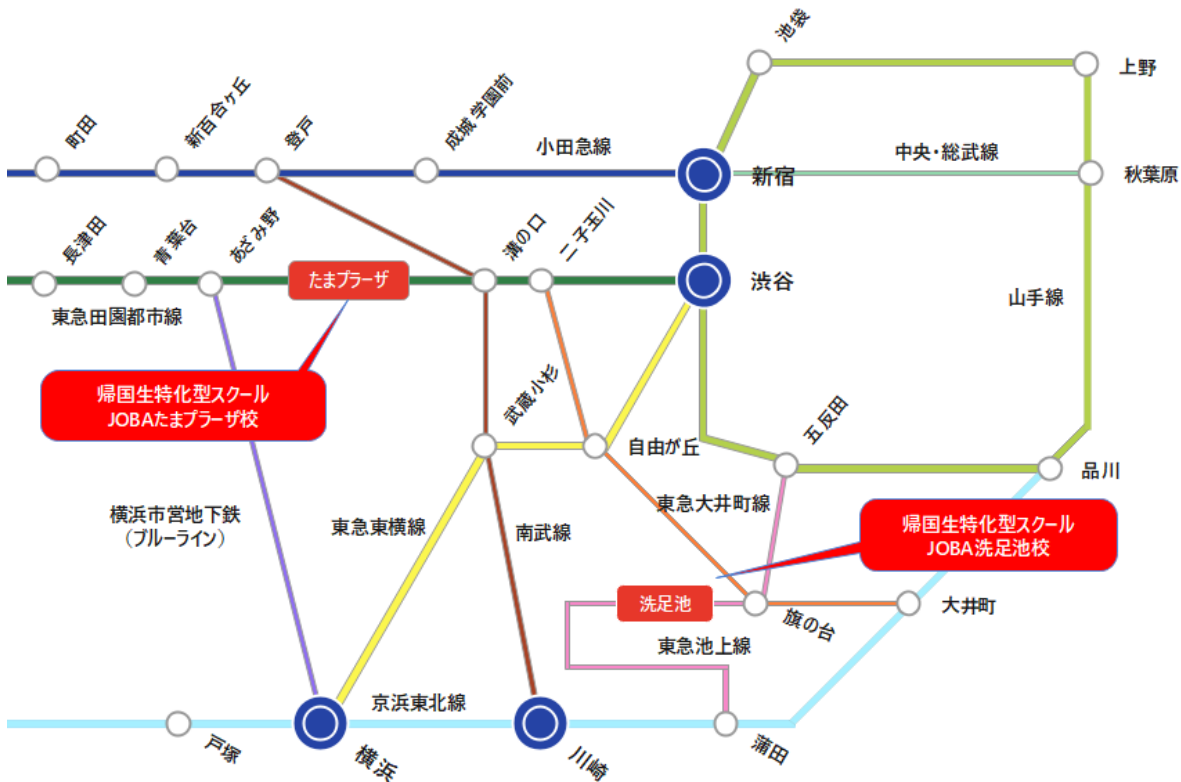 池袋
上野
町田
新百合ヶ丘
登戸
成城学園前
小田急線
新宿
中央・総武線
秋葉原
長津田
青葉台
あざみ野
たまプラーザ
溝の口
二子玉川
渋谷
山手線
東急田園都市線
帰国生特化型スクール
JOBAたまプラーザ校
武蔵小杉
自由が丘
五反田
品川
横浜市営地下鉄
（ブルーライン）
東急東横線
南武線
東急大井町線
帰国生特化型スクール
JOBA洗足池校
洗足池
旗の台
大井町
東急池上線
京浜東北線
戸塚
横浜
川崎
蒲田